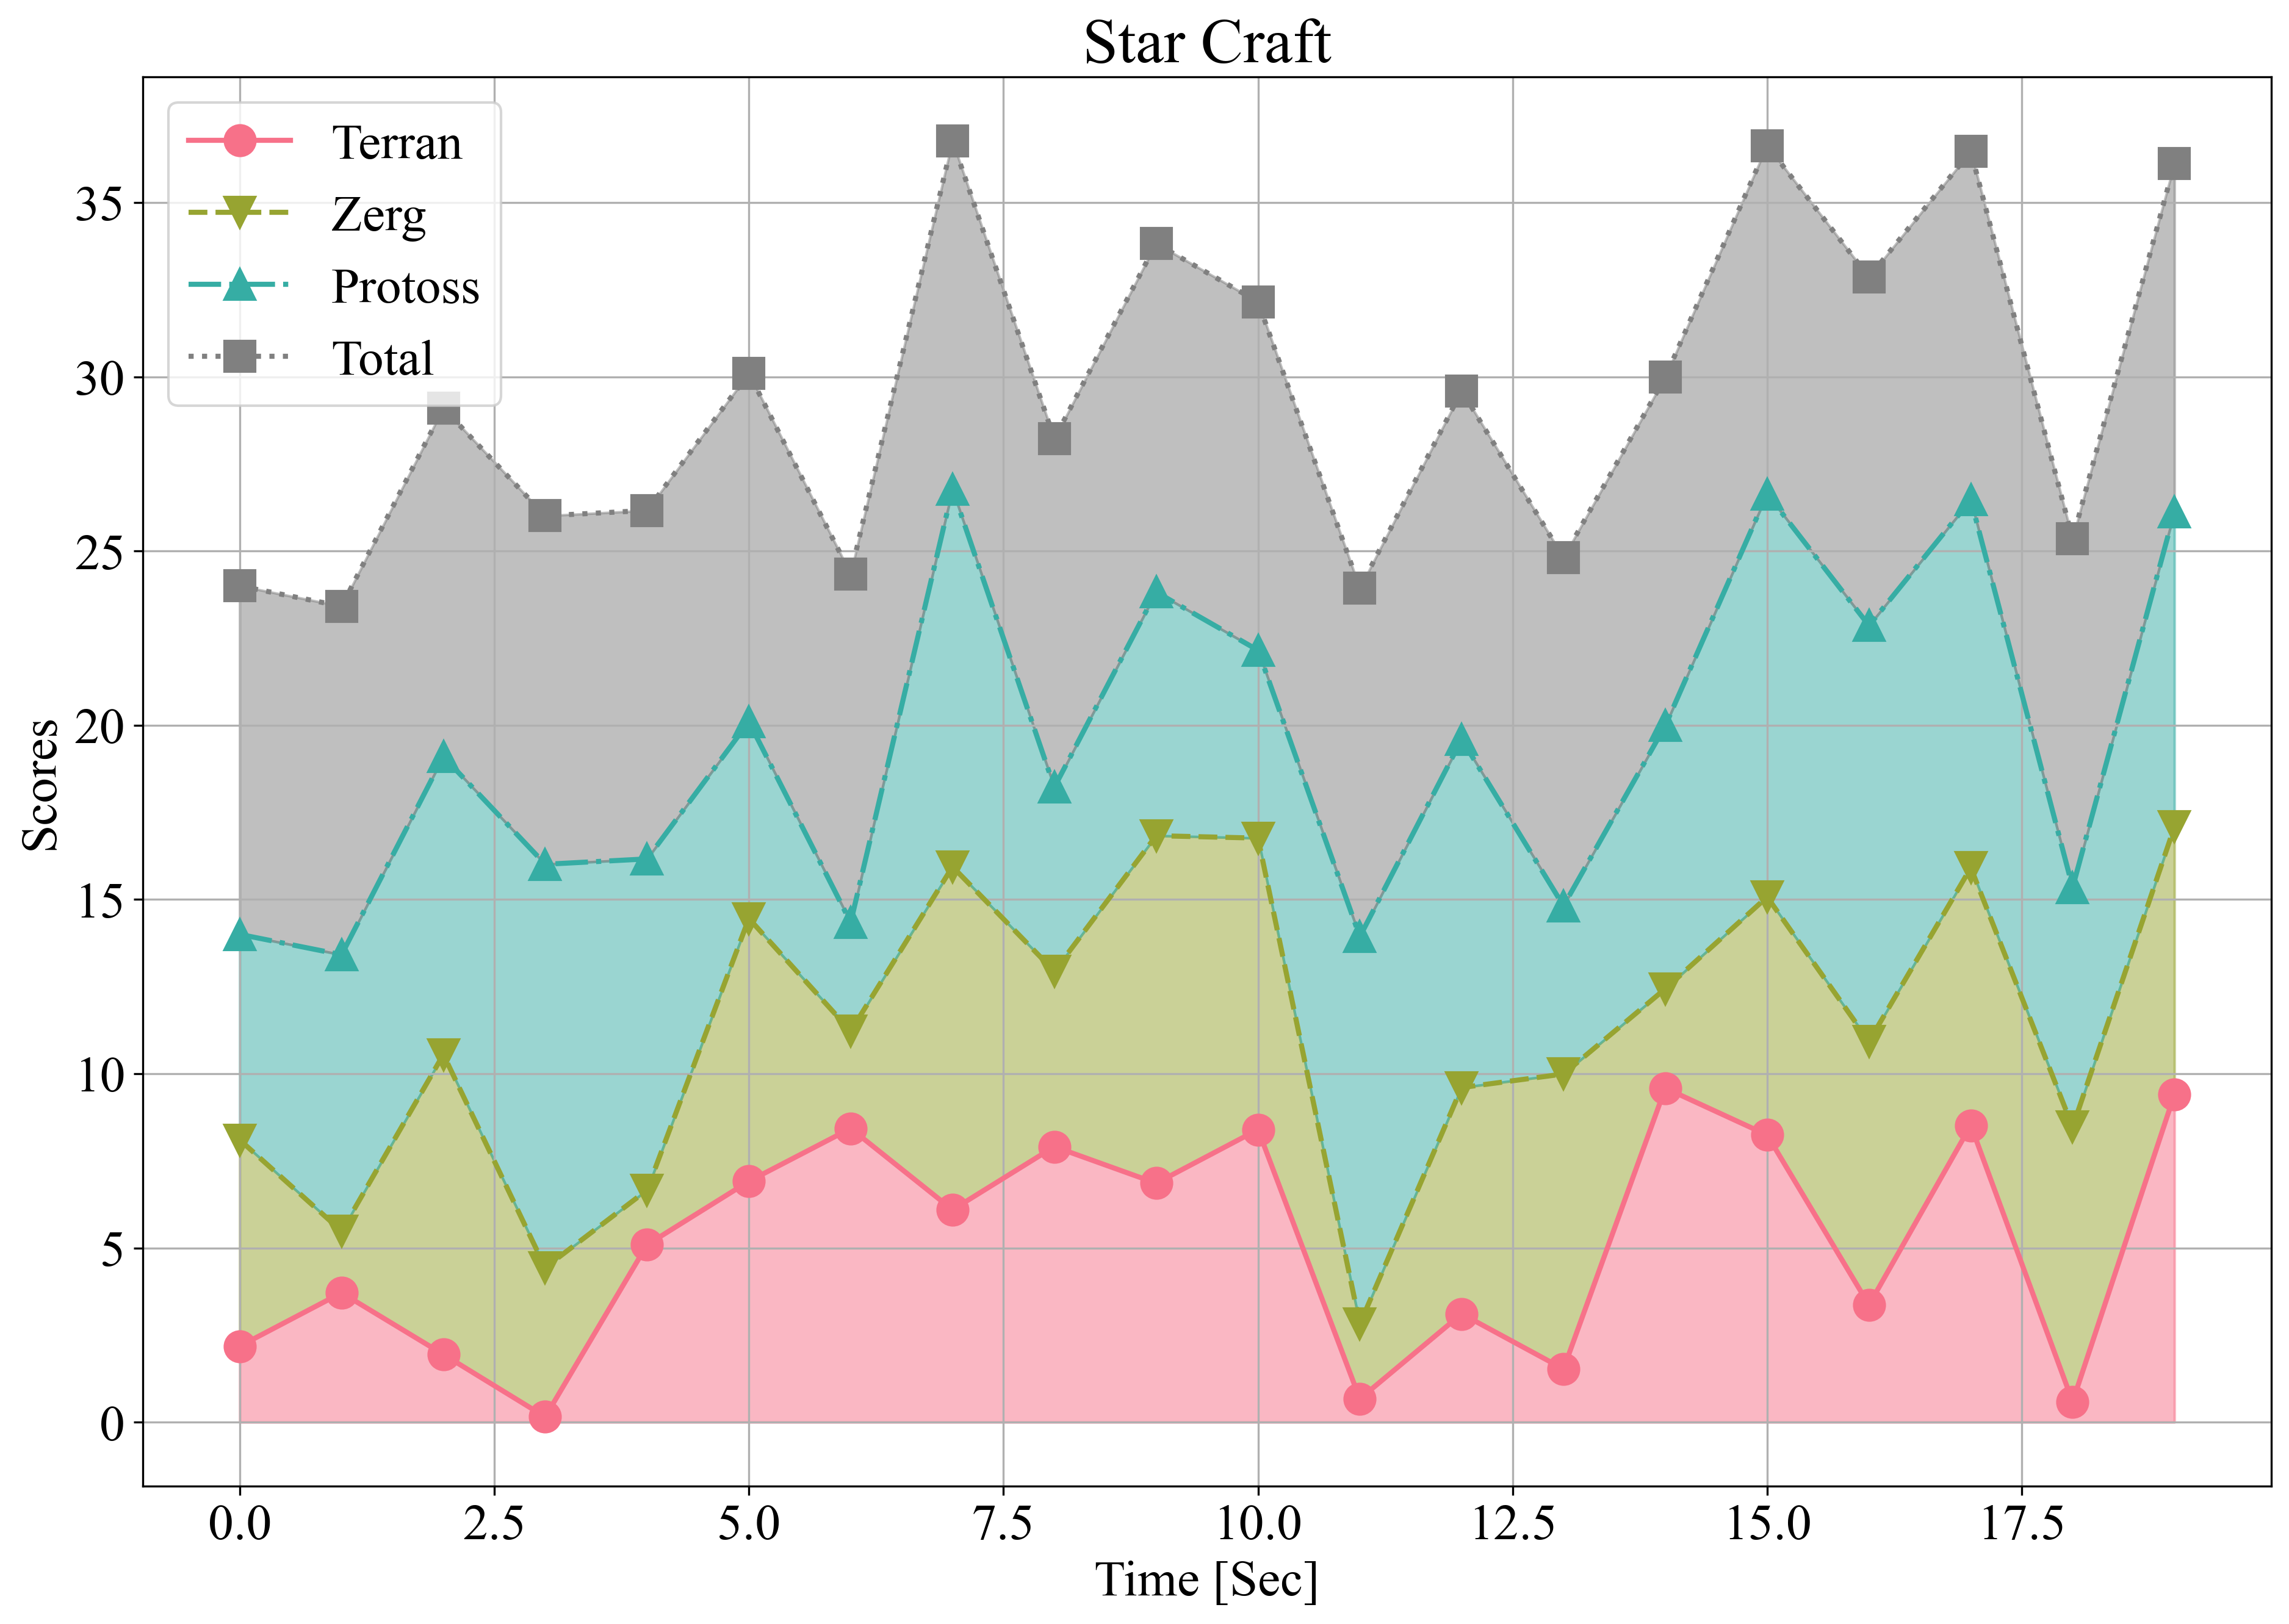 Star Craft
Terran
Zerg
Protoss
Total
Scores
35
30
25
20
15
10
5
0
0.0 2.5 5.0 7.5 10.0 12.5 15.0 17.5
Time [Sec]